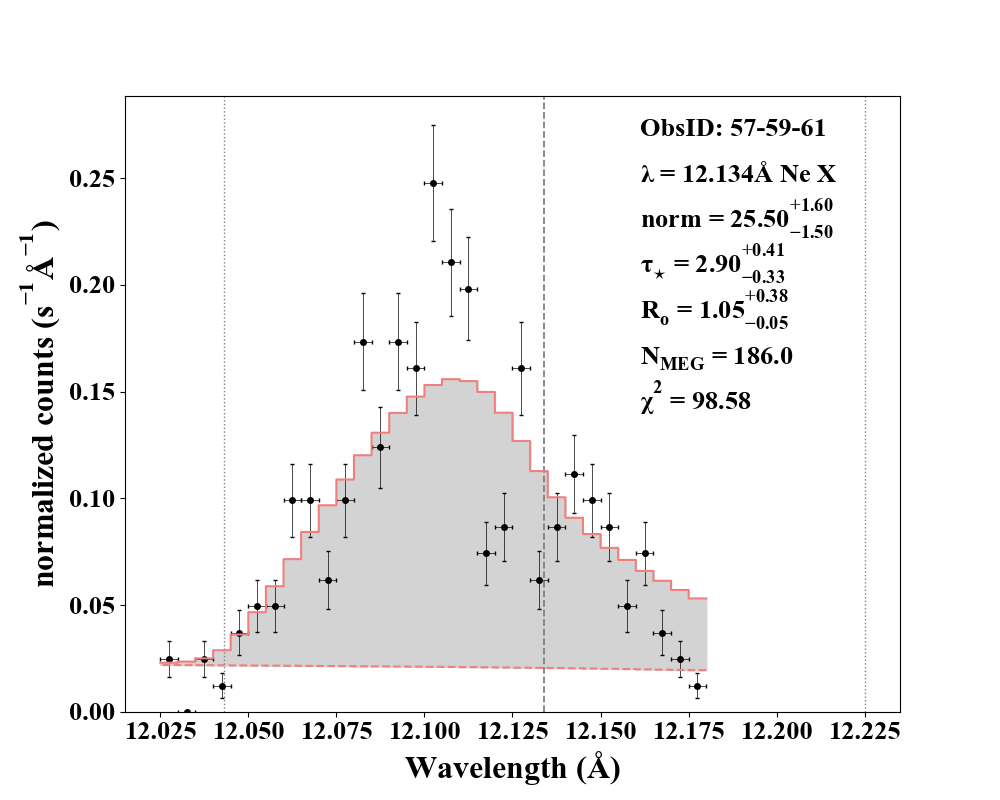 ObsID: 57-59-61
λ = 12.134Å Ne X
norm = 25.50 +1.60 −1.50
τ⋆ = 2.90 +0.41 −0.33
Ro = 1.05 +0.38 −0.05
NMEG = 186.0
χ² = 98.58
normalized counts (s⁻¹ Å⁻¹)
0.25
0.20
0.15
0.10
0.05
0.00
12.025 12.050 12.075 12.100 12.125 12.150 12.175 12.200 12.225
Wavelength (Å)